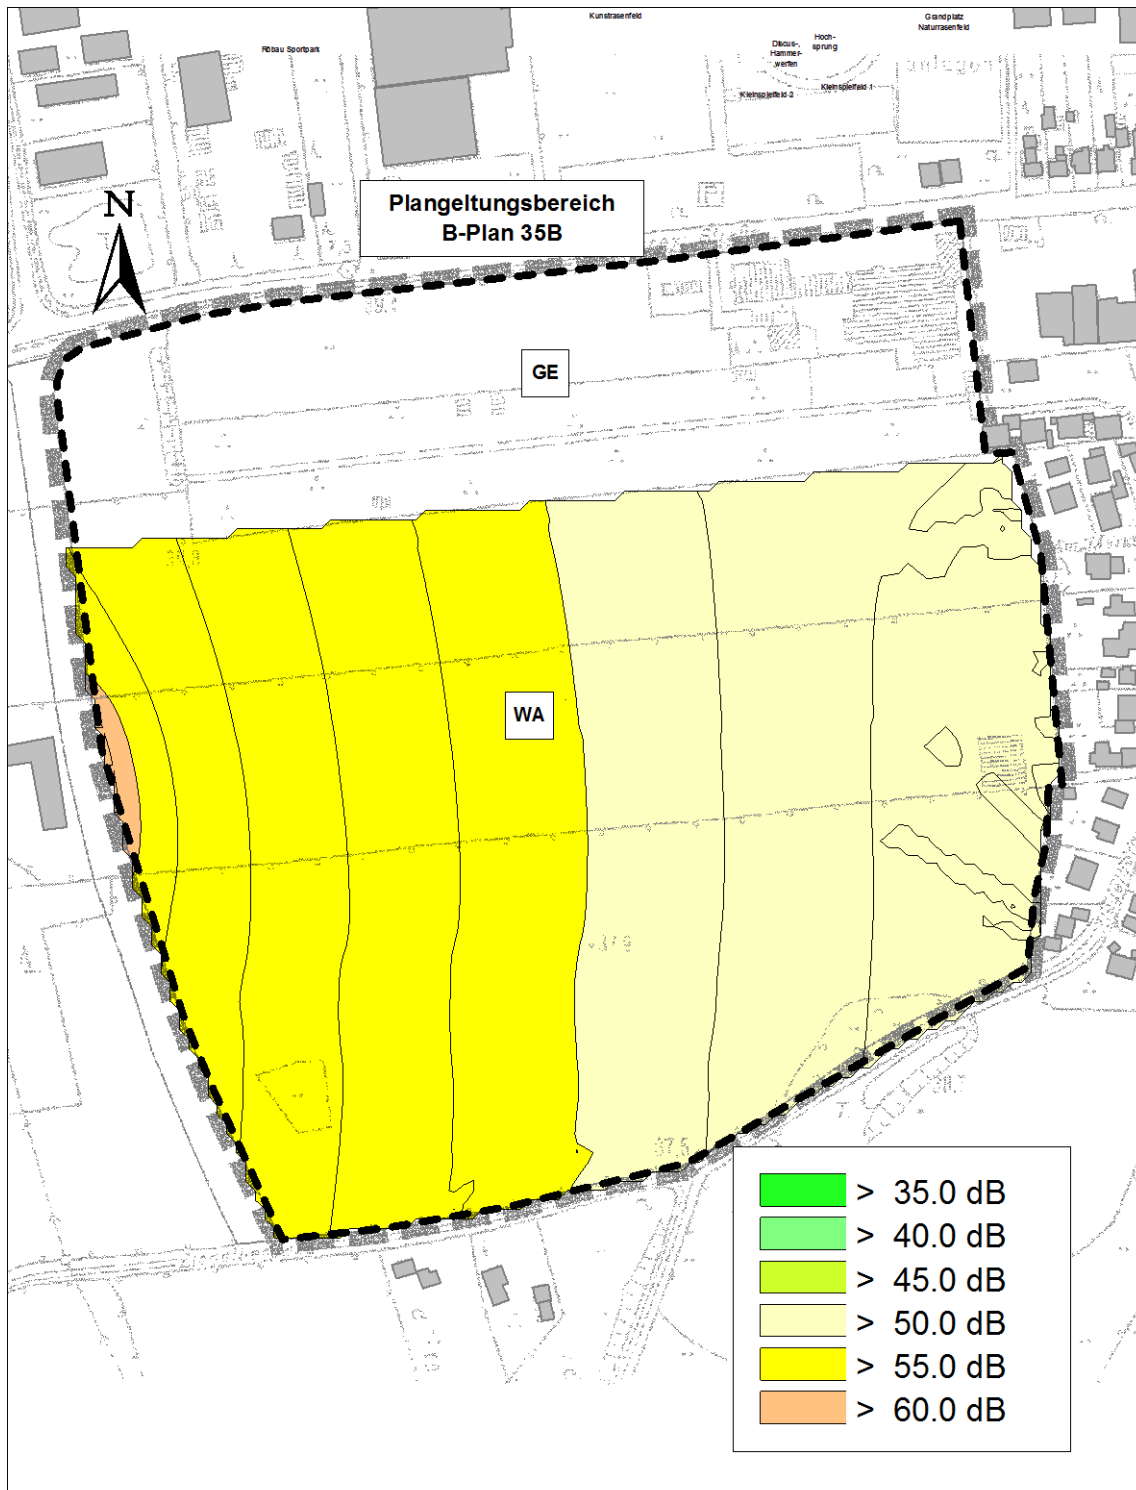 Kunstrasenfeld
Grandplatz
Naturrasenfeld
Röbau Sportpark
Discus-,
Hammer-
werfen
Hoch-
sprung
Kleinspielfeld 2
Kleinspielfeld 1
N
Plangeltungsbereich
B-Plan 35B
GE
WA
> 35.0 dB
> 40.0 dB
> 45.0 dB
> 50.0 dB
> 55.0 dB
> 60.0 dB